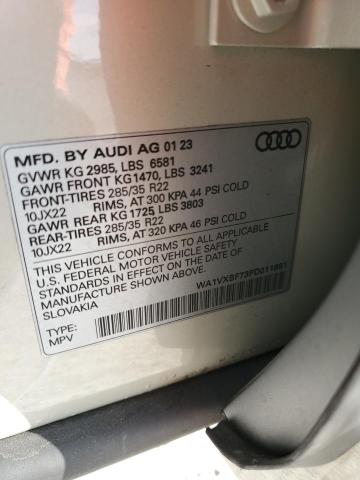 MFD. BY AUDI AG 01 23
GVWR KG 2985, LBS 6581
GAWR FRONT KG1470, LBS 3241
FRONT-TIRES 285/35 R22
10JX22 RIMS, AT 300 KPA 44 PSI COLD
GAWR REAR KG 1725, LBS 3803
REAR-TIRES 285/35 R22
10JX22 RIMS, AT 320 KPA 46 PSI COLD
THIS VEHICLE CONFORMS TO ALL APPLICABLE
U.S. FEDERAL MOTOR VEHICLE SAFETY
STANDARDS IN EFFECT ON THE DATE OF
MANUFACTURE SHOWN ABOVE.
SLOVAKIA
WA1VXBF73PD011861
TYPE:
MPV